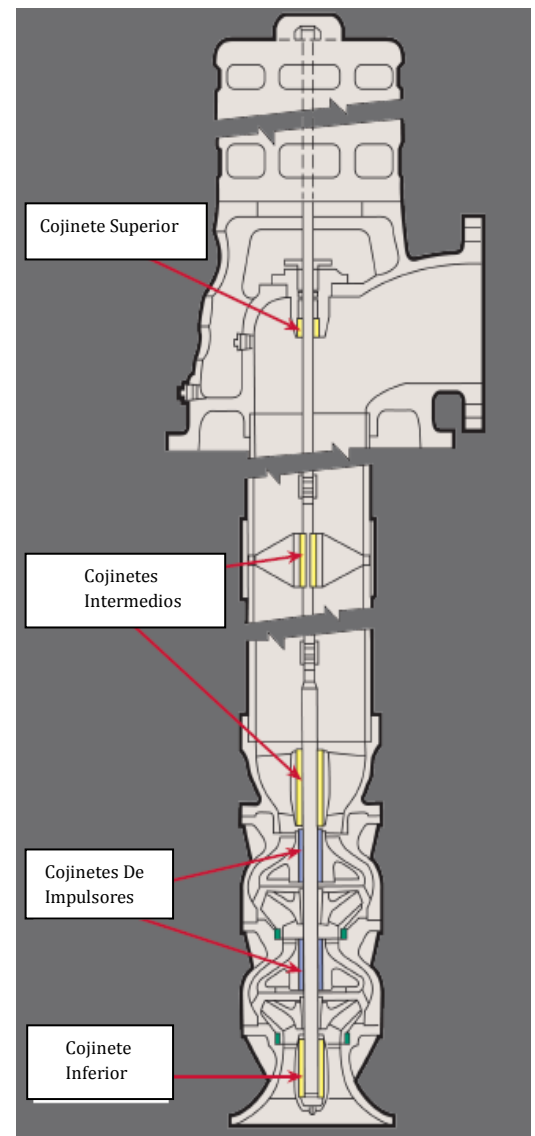 Cojinete Superior
Cojinetes
Intermedios
Cojinetes De
Impulsores
Cojinete
Inferior